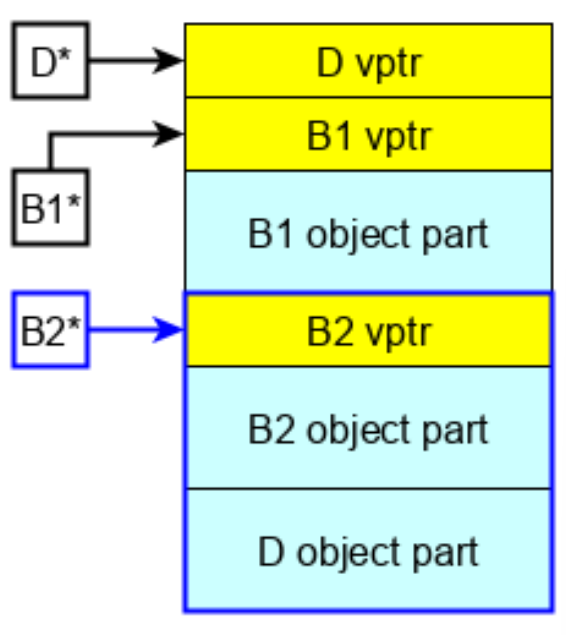 D*
D vptr
B1 vptr
B1*
B1 object part
B2*
B2 vptr
B2 object part
D object part